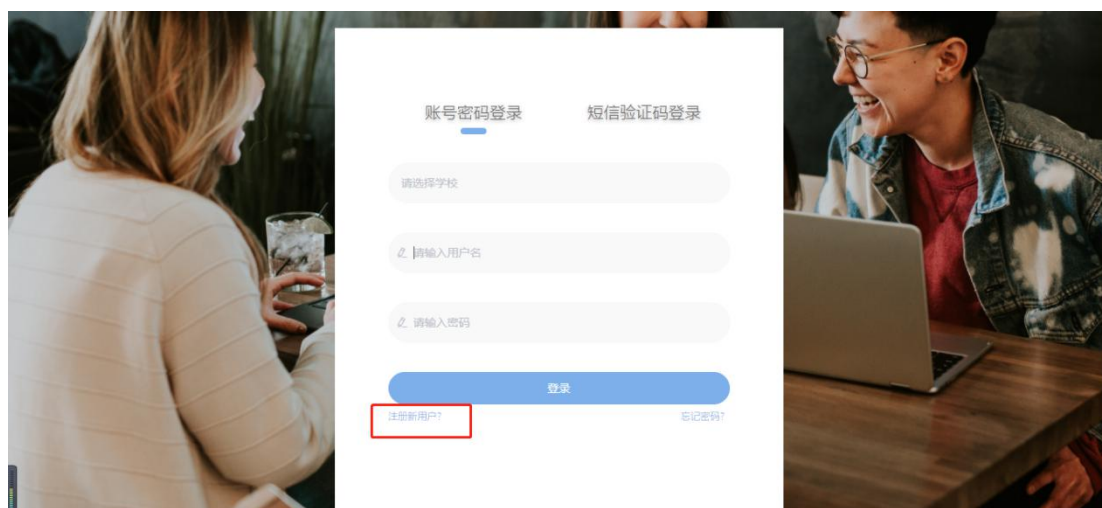 账号密码登录
短信验证码登录
请选择学校
请输入用户名
请输入密码
登录
注册新用户?
忘记密码?